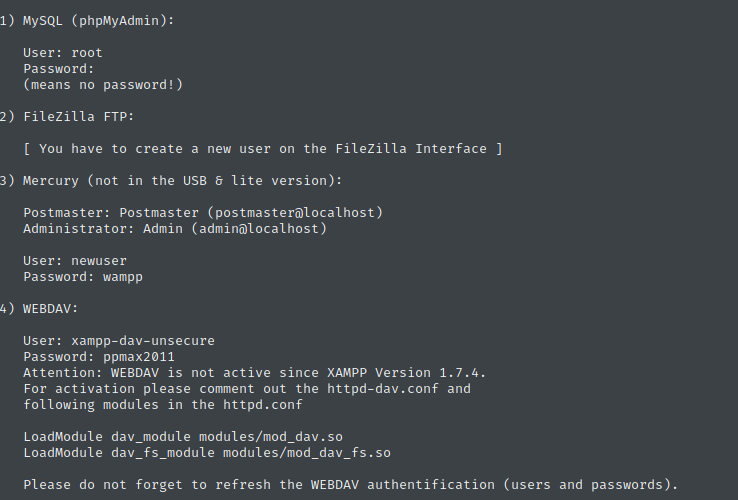 1) MySQL (phpMyAdmin):
User: root
Password:
(means no password!)
2) FileZilla FTP:
[ You have to create a new user on the FileZilla Interface ]
3) Mercury (not in the USB & lite version):
Postmaster: Postmaster (postmaster@localhost)
Administrator: Admin (admin@localhost)
User: newuser
Password: wampp
4) WEBDAV:
User: xampp-dav-unsecure
Password: ppmax2011
Attention: WEBDAV is not active since XAMPP Version 1.7.4.
For activation please comment out the httpd-dav.conf and
following modules in the httpd.conf
LoadModule dav_module modules/mod_dav.so
LoadModule dav_fs_module modules/mod_dav_fs.so
Please do not forget to refresh the WEBDAV authentification (users and passwords).